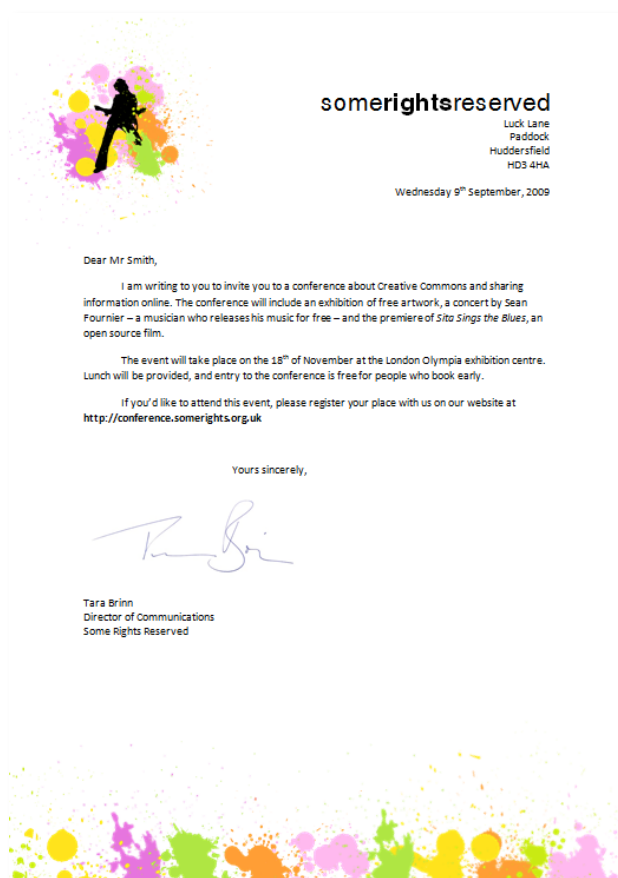 somerightsreserved
Luck Lane
Paddock
Huddersfield
HD3 4HA
Wednesday 9th September, 2009
Dear Mr Smith,
I am writing to you to invite you to a conference about Creative Commons and sharing
information online. The conference will include an exhibition of free artwork, a concert by Sean
Fournier – a musician who releases his music for free – and the premiere of Sita Sings the Blues, an
open source film.
The event will take place on the 18th of November at the London Olympia exhibition centre.
Lunch will be provided, and entry to the conference is free for people who book early.
If you'd like to attend this event, please register your place with us on our website at
http://conference.somerights.org.uk
Yours sincerely,
Tara Brinn
Director of Communications
Some Rights Reserved